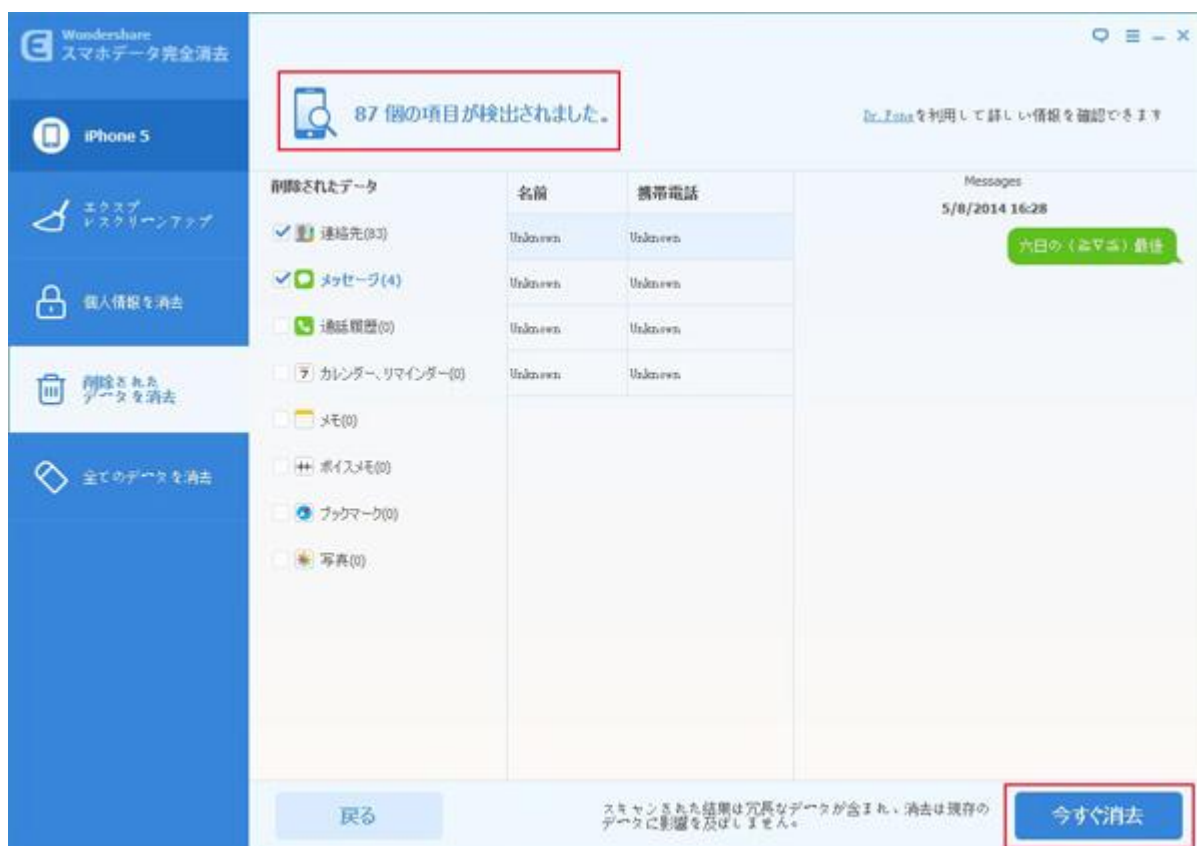 Wondershare
スマホデータ完全消去
iPhone 5
エクスプ
レスクリーンアップ
個人情報を消去
削除された
データを消去
全てのデータを消去
87 個の項目が検出されました。
Dr.Foneを利用して詳しい情報を確認できます
削除されたデータ
連絡先(83)
メッセージ(4)
通話履歴(0)
カレンダー、リマインダー(0)
メモ(0)
ボイスメモ(0)
ブックマーク(0)
写真(0)
名前 携帯電話
Unknown Unknown
Unknown Unknown
Unknown Unknown
Unknown Unknown
Messages
5/8/2014 16:28
六日の（≧∇≦）最後
戻る
スキャンされた結果は冗長なデータが含まれ、消去は現存の
データに影響を及ぼしません。
今すぐ消去